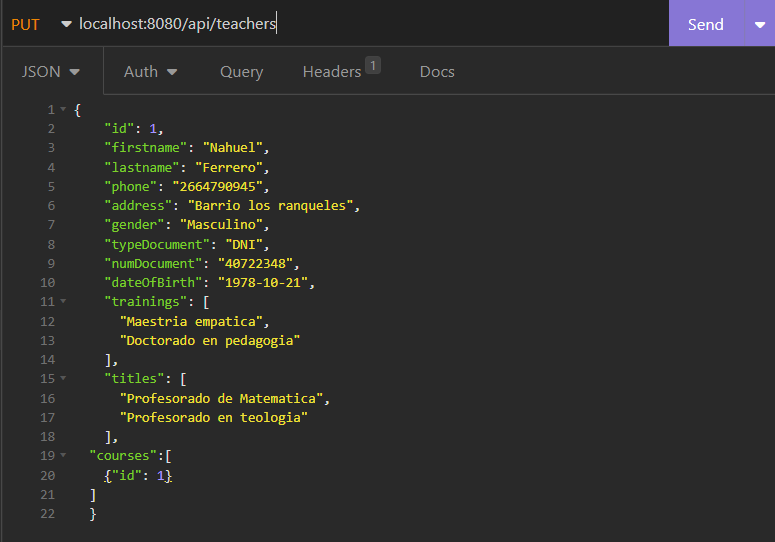 PUT localhost:8080/api/teachers Send
JSON Auth Query Headers 1 Docs
1 {
2 "id": 1,
3 "firstname": "Nahuel",
4 "lastname": "Ferrero",
5 "phone": "2664790945",
6 "address": "Barrio los ranqueles",
7 "gender": "Masculino",
8 "typeDocument": "DNI",
9 "numDocument": "40722348",
10 "dateOfBirth": "1978-10-21",
11 "trainings": [
12 "Maestria empatica",
13 "Doctorado en pedagogia"
14 ],
15 "titles": [
16 "Profesorado de Matematica",
17 "Profesorado en teologia"
18 ],
19 "courses":[
20 {"id": 1}
21 ]
22 }